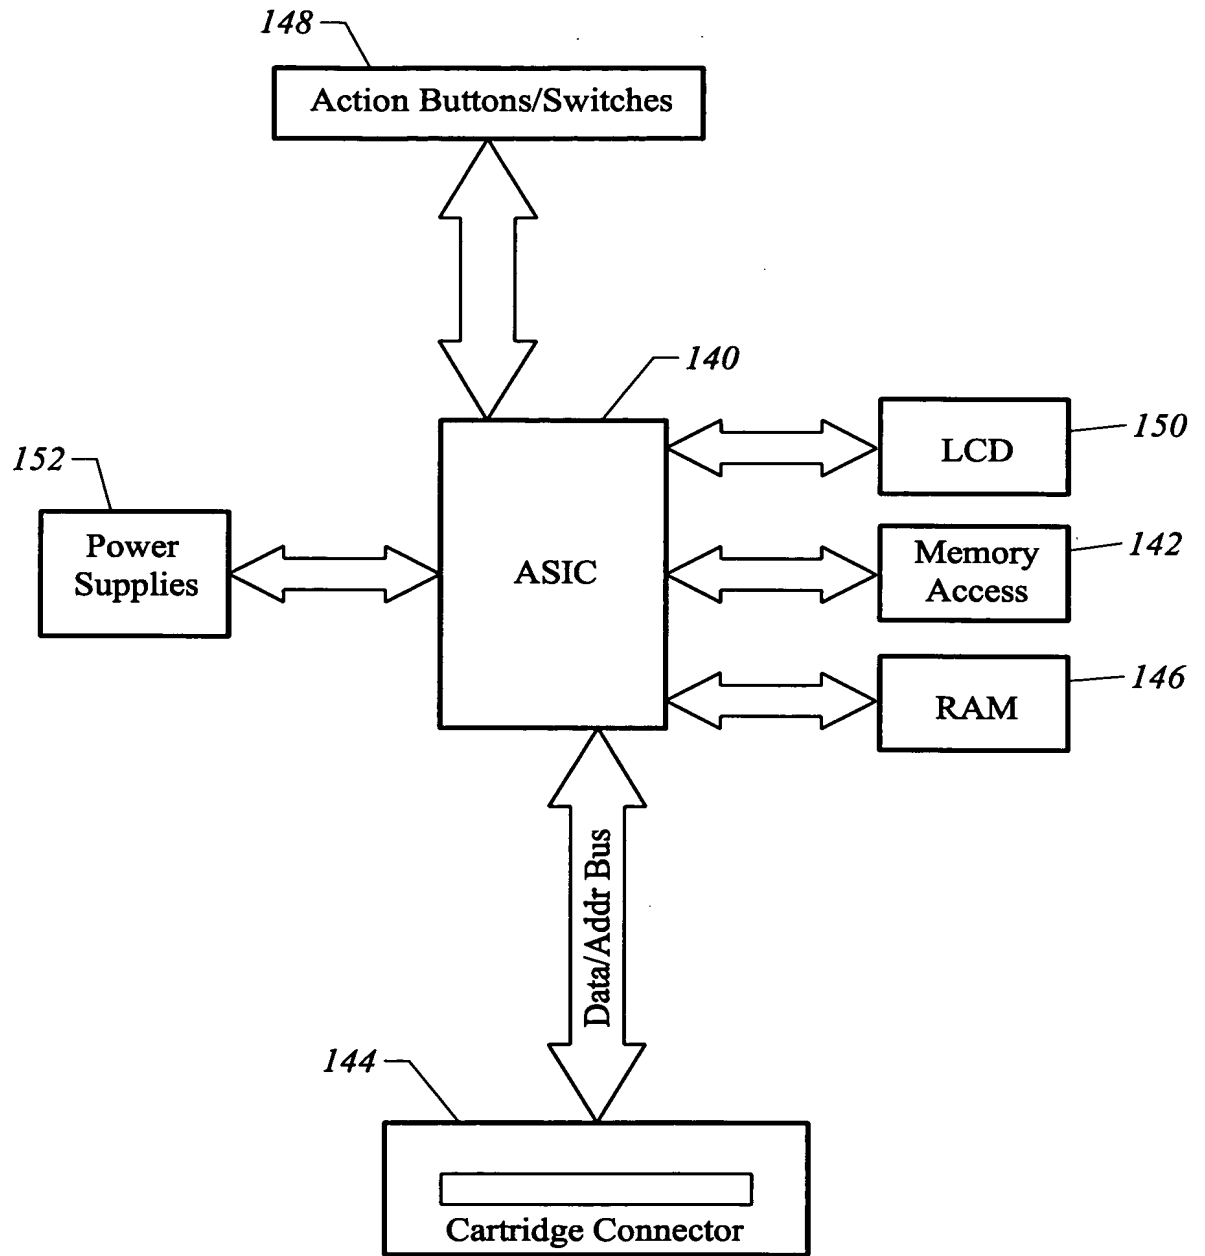 148
Action Buttons/Switches
140
152
Power
Supplies
ASIC
LCD
150
Memory
Access
142
RAM
146
Data/Addr Bus
144
Cartridge Connector